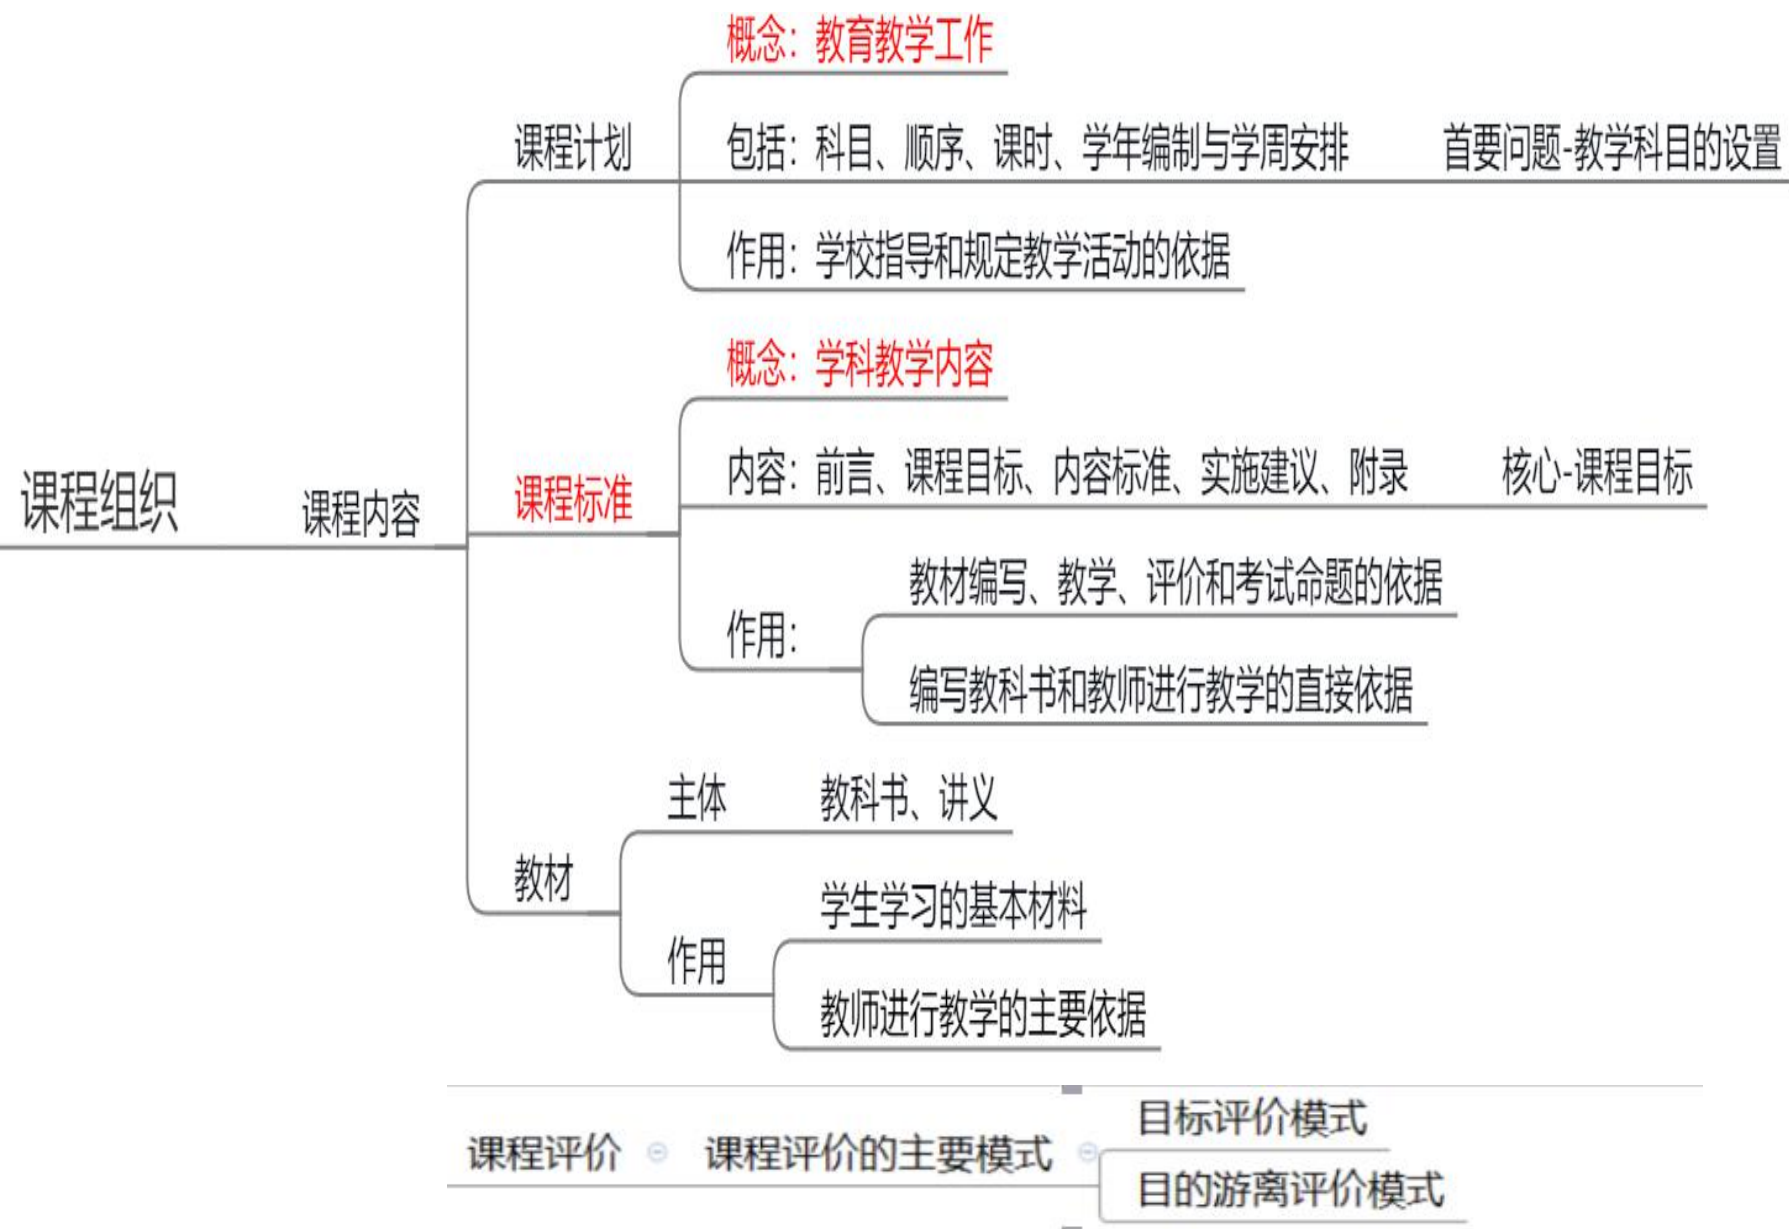 课程组织
课程内容
课程计划
概念：教育教学工作
包括：科目、顺序、课时、学年编制与学周安排
首要问题-教学科目的设置
作用：学校指导和规定教学活动的依据
课程标准
概念：学科教学内容
内容：前言、课程目标、内容标准、实施建议、附录
核心-课程目标
作用：
教材编写、教学、评价和考试命题的依据
编写教科书和教师进行教学的直接依据
教材
主体
教科书、讲义
作用
学生学习的基本材料
教师进行教学的主要依据
课程评价
课程评价的主要模式
目标评价模式
目的游离评价模式